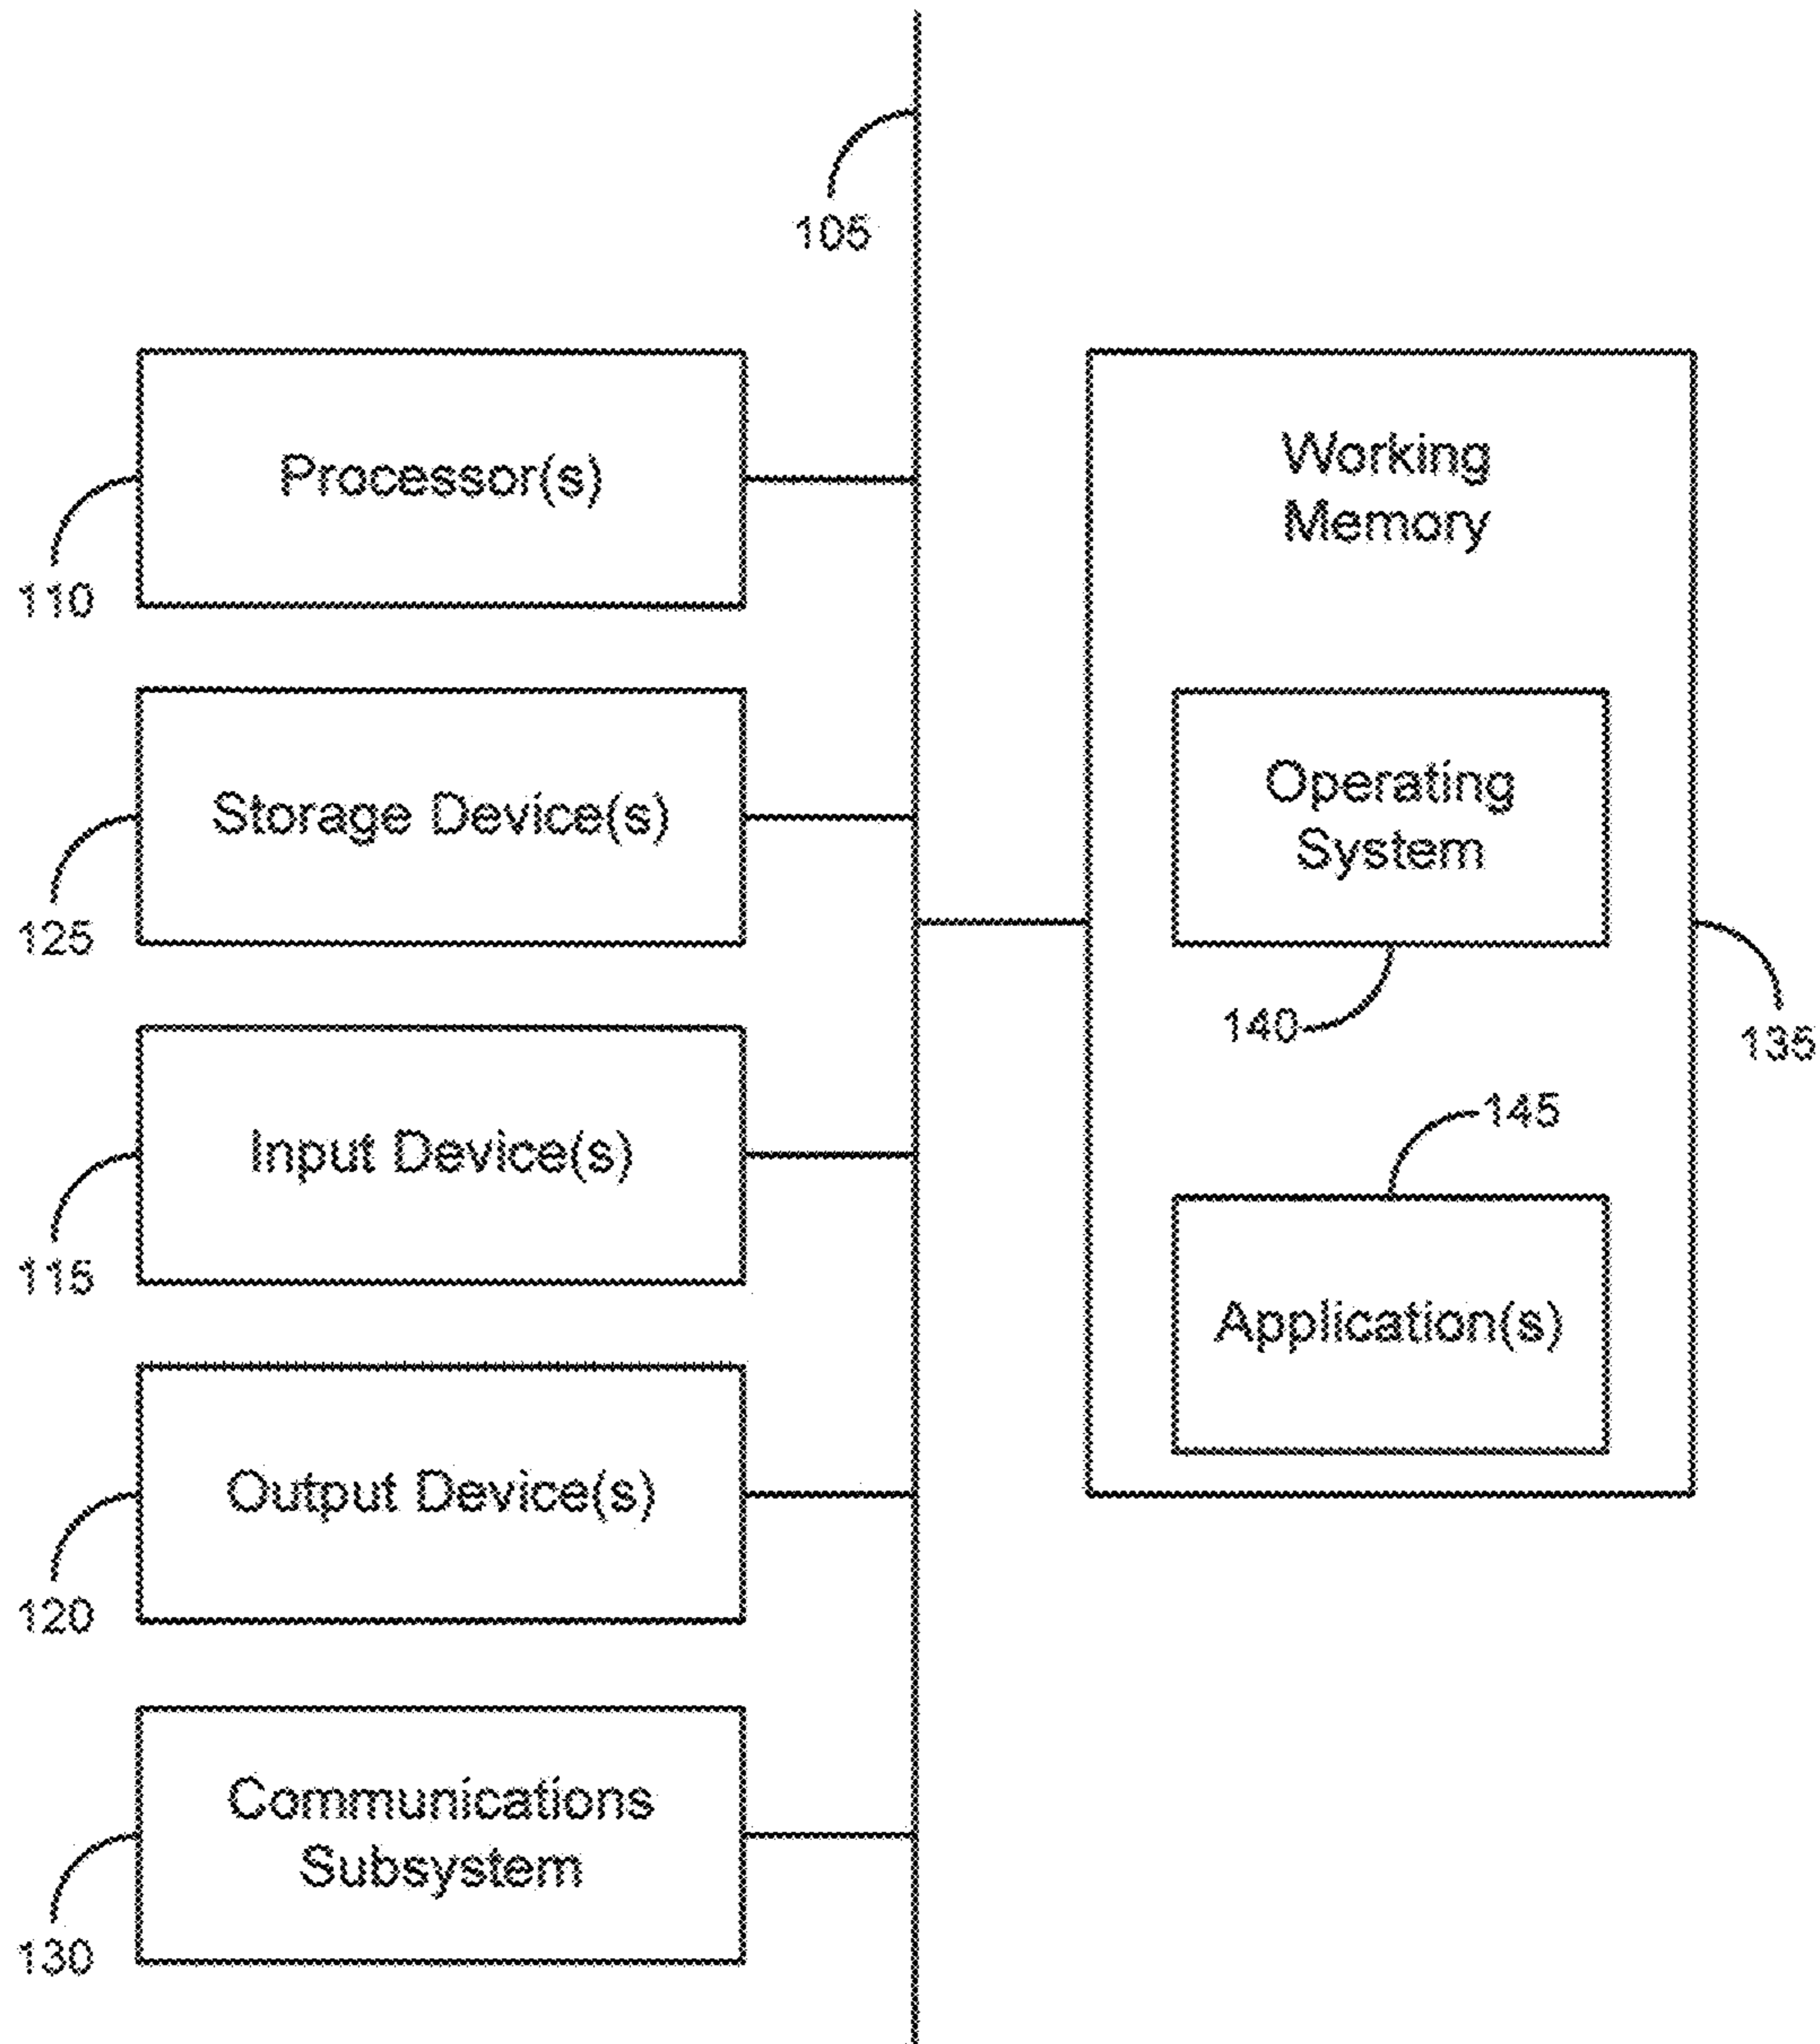 105
Processor(s)
110
Storage Device(s)
125
Input Device(s)
115
Output Device(s)
120
Communications
Subsystem
130
Working
Memory
Operating
System
140
135
145
Application(s)